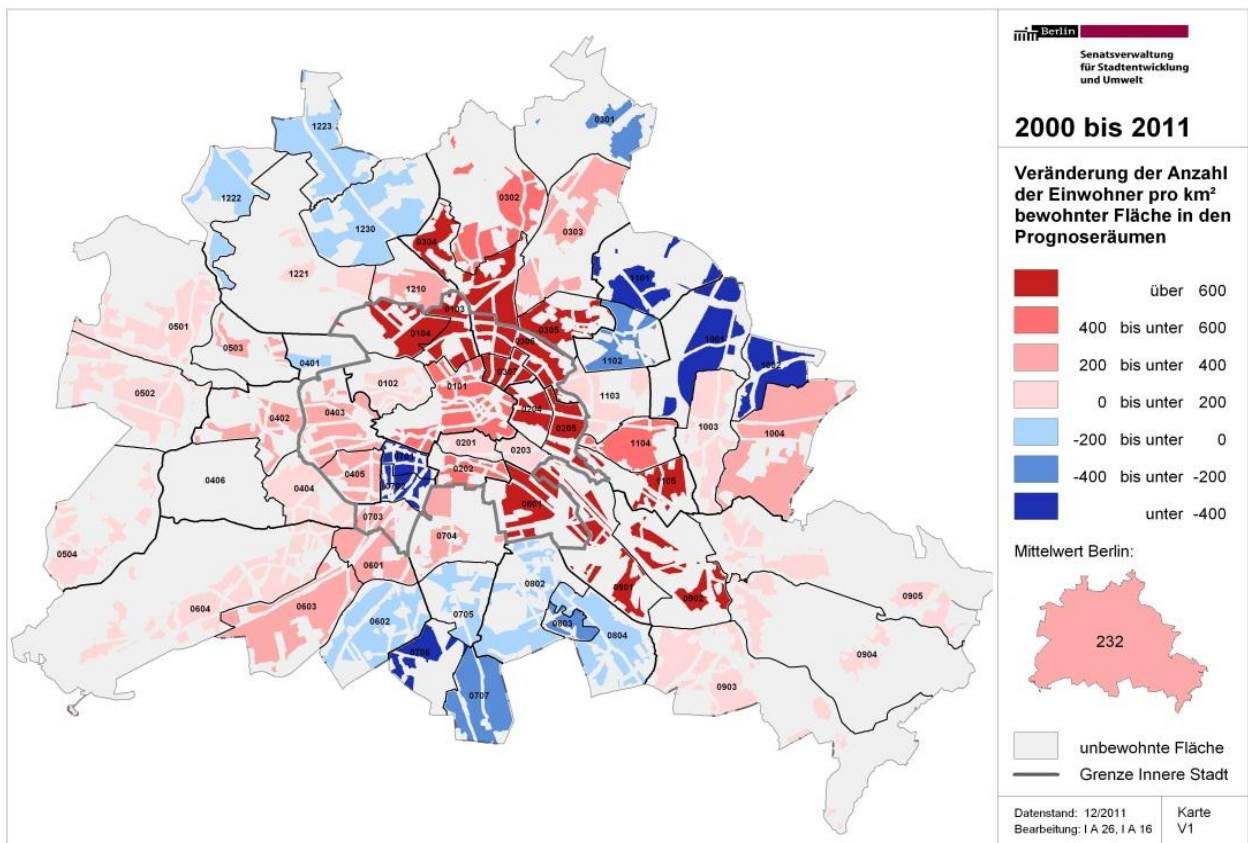 Berlin
Senatsverwaltung
für Stadtentwicklung
und Umwelt
2000 bis 2011
Veränderung der Anzahl
der Einwohner pro km²
bewohnter Fläche in den
Prognoseräumen
über 600
400 bis unter 600
200 bis unter 400
0 bis unter 200
-200 bis unter 0
-400 bis unter -200
unter -400
Mittelwert Berlin:
232
unbewohnte Fläche
Grenze Innere Stadt
Datenstand: 12/2011
Bearbeitung: I A 26, I A 16
Karte
V1
1223
0301
1222
0302
1230
0303
0304
1221
1101
1210
0103
0501
0104
0305
0306
1001
0503
0401
1102
1002
0307
0102
0101
0502
1103
0402
0403
0204
0205
1003
1004
0201
0203
1104
0701
0202
0405
0406
0404
0702
1105
0801
0703
0704
0504
0601
0802
0901
0902
0905
0604
0603
0602
0705
0803
0804
0706
0904
0707
0903